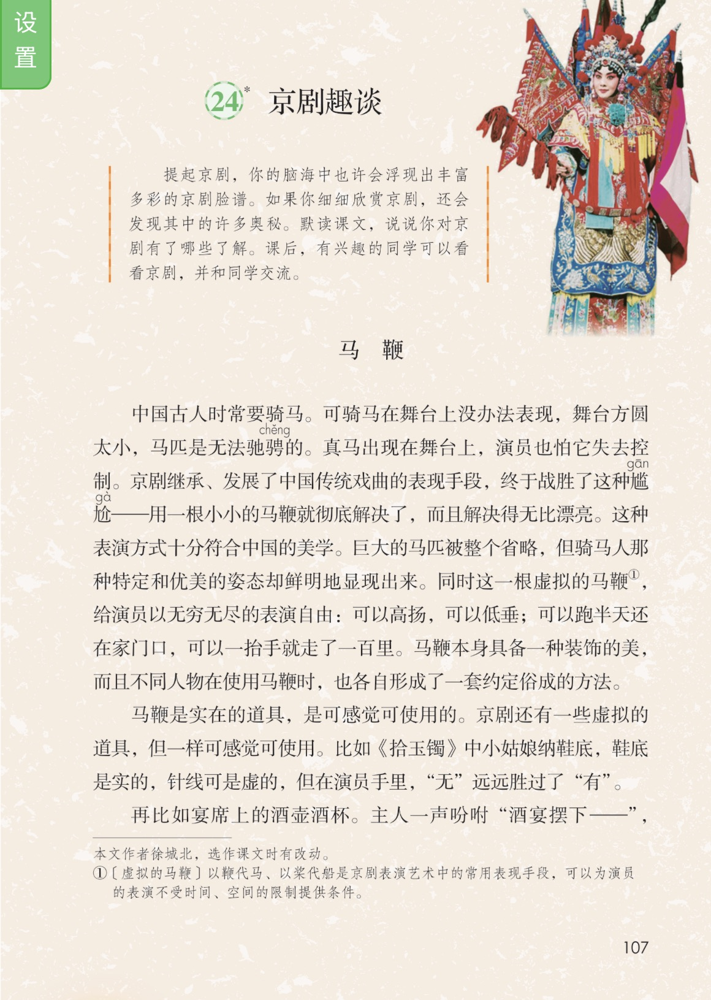 设
置
24* 京剧趣谈
提起京剧，你的脑海中也许会浮现出丰富
多彩的京剧脸谱。如果你细细欣赏京剧，还会
发现其中的许多奥秘。默读课文，说说你对京
剧有了哪些了解。课后，有兴趣的同学可以看
看京剧，并和同学交流。
马 鞭
中国古人时常要骑马。可骑马在舞台上没办法表现，舞台方圆
chěng
太小，马匹是无法驰骋的。真马出现在舞台上，演员也怕它失去控
gān
制。京剧继承、发展了中国传统戏曲的表现手段，终于战胜了这种尴
gà
尬——用一根小小的马鞭就彻底解决了，而且解决得无比漂亮。这种
表演方式十分符合中国的美学。巨大的马匹被整个省略，但骑马人那
种特定和优美的姿态却鲜明地显现出来。同时这一根虚拟的马鞭①，
给演员以无穷无尽的表演自由：可以高扬，可以低垂；可以跑半天还
在家门口，可以一抬手就走了一百里。马鞭本身具备一种装饰的美，
而且不同人物在使用马鞭时，也各自形成了一套约定俗成的方法。
马鞭是实在的道具，是可感觉可使用的。京剧还有一些虚拟的
道具，但一样可感觉可使用。比如《拾玉镯》中小姑娘纳鞋底，鞋底
是实的，针线可是虚的，但在演员手里，“无”远远胜过了“有”。
再比如宴席上的酒壶酒杯。主人一声吩咐“酒宴摆下——”，
本文作者徐城北，选作课文时有改动。
①〔虚拟的马鞭〕以鞭代马、以桨代船是京剧表演艺术中的常用表现手段，可以为演员
的表演不受时间、空间的限制提供条件。
107